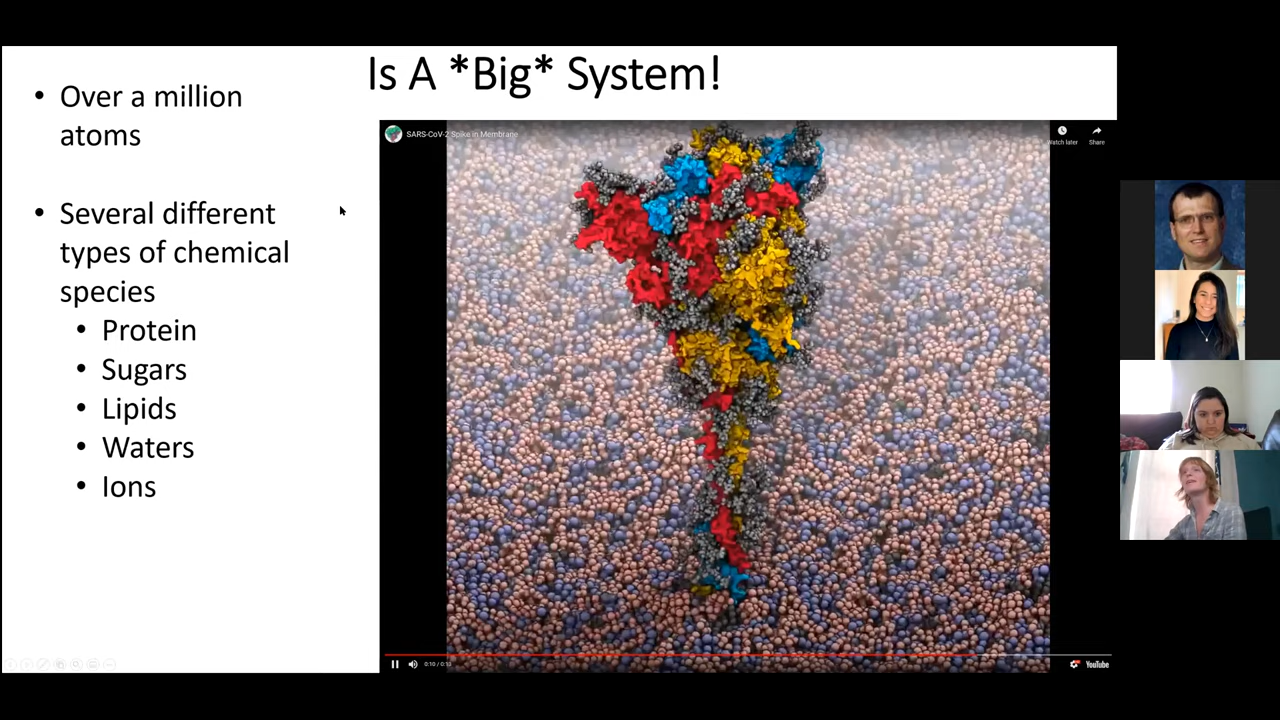 Is A *Big* System!
• Over a million
atoms
• Several different
types of chemical
species
• Protein
• Sugars
• Lipids
• Waters
• Ions
SARS-CoV-2 Spike in Membrane
Watch later
Share
0:10 / 0:13
YouTube